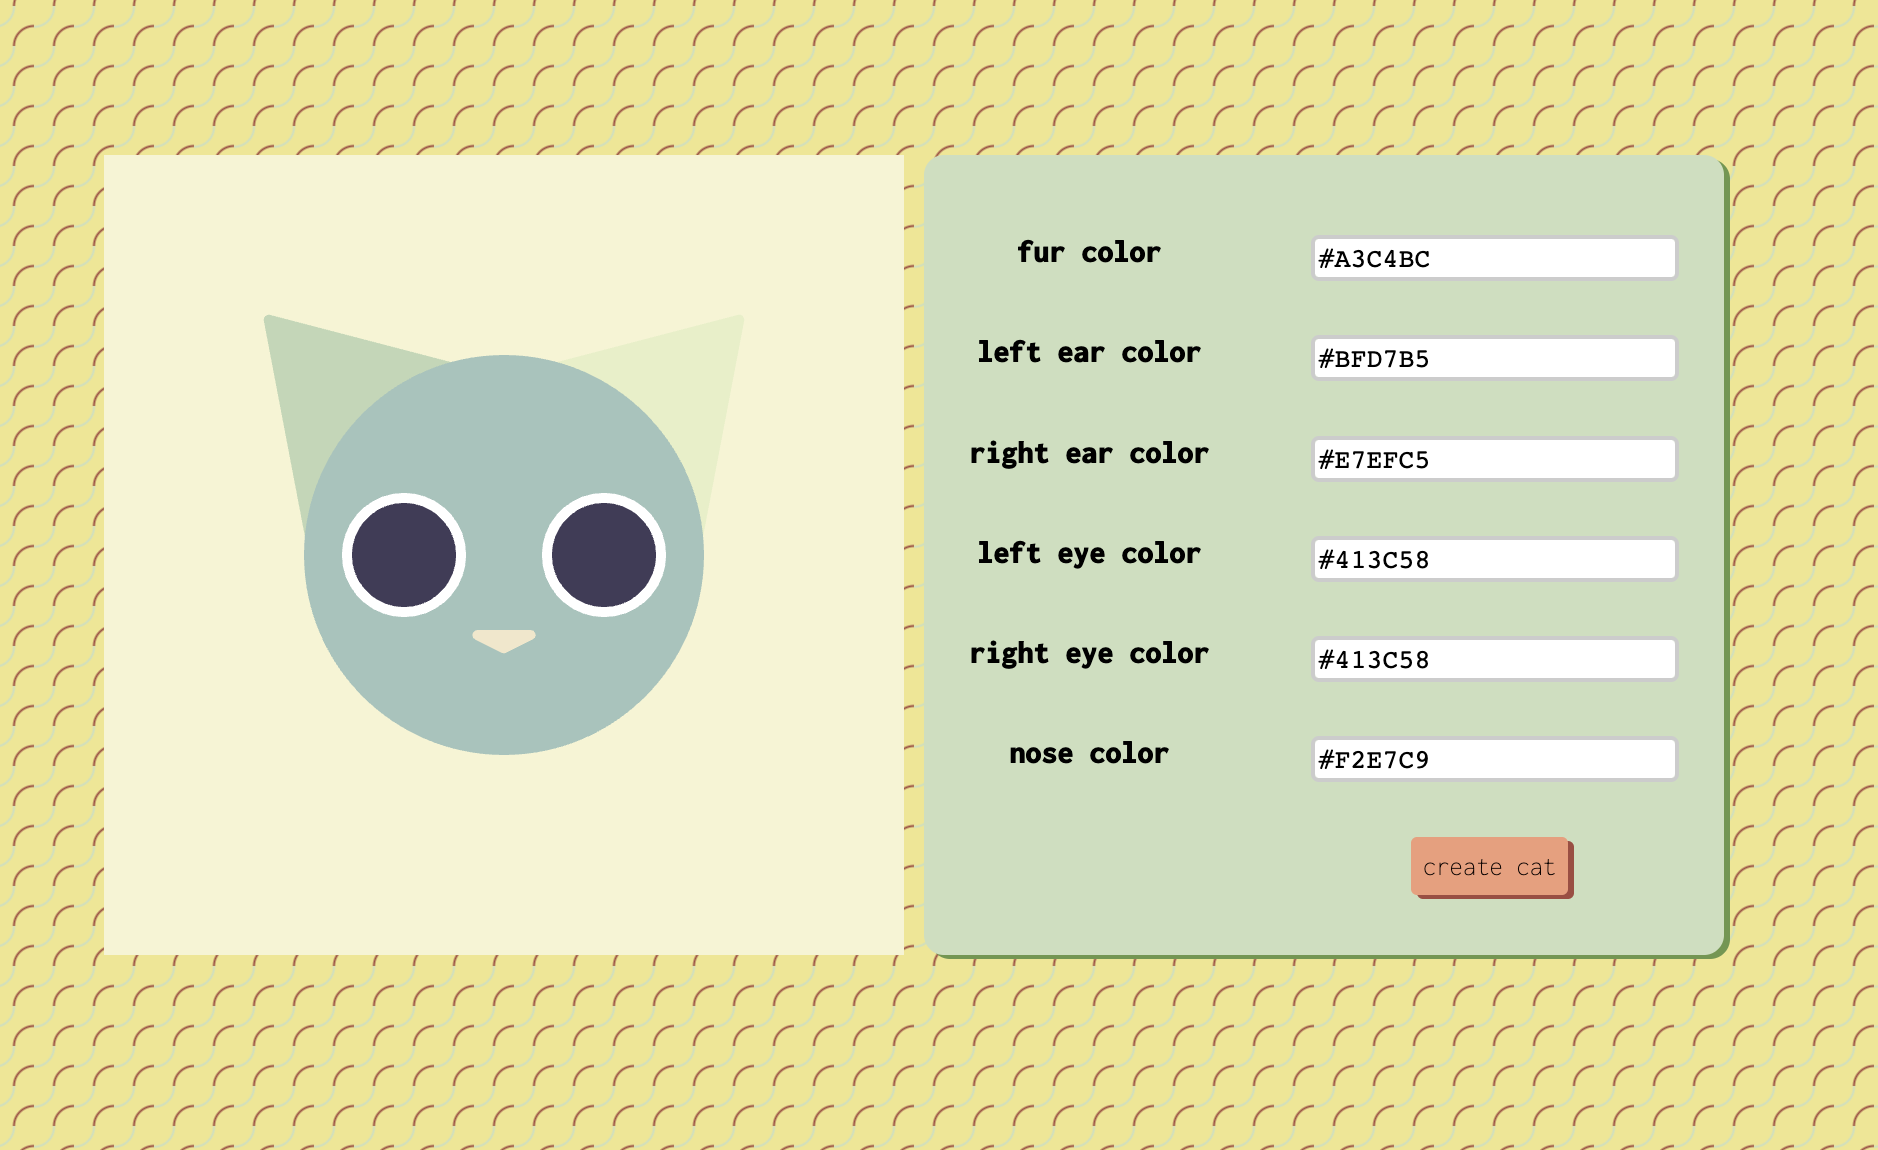 fur color #A3C4BC
left ear color #BFD7B5
right ear color #E7EFC5
left eye color #413C58
right eye color #413C58
nose color #F2E7C9
create cat